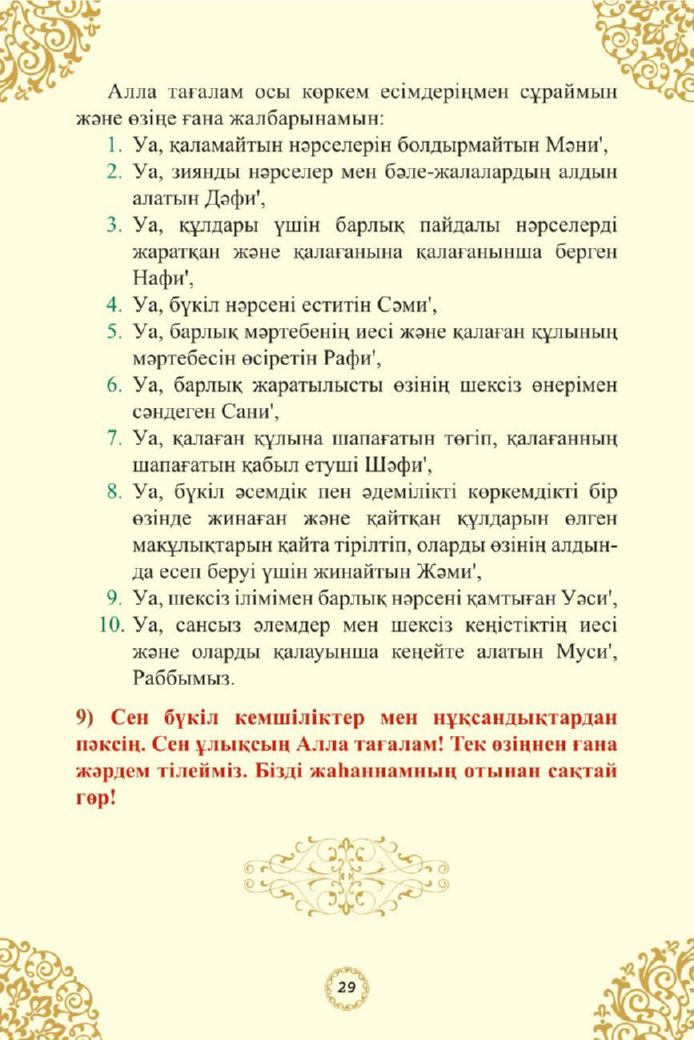 Алла тағалам осы көркем есімдеріңмен сұраймын
және өзіңе ғана жалбарынамын:
1. Уа, қаламайтын нәрселерін болдырмайтын Мәни',
2. Уа, зиянды нәрселер мен бәле-жалалардың алдын
алатын Дәфи',
3. Уа, құлдары үшін барлық пайдалы нәрселерді
жаратқан және қалағанына қалағанынша берген
Нафи',
4. Уа, бүкіл нәрсені еститін Сәми',
5. Уа, барлық мәртебенің иесі және қалаған құлының
мәртебесін өсіретін Рафи',
6. Уа, барлық жаратылысты өзінің шексіз өнерімен
сәндеген Сани',
7. Уа, қалаған құлына шапағатын төгіп, қалағанның
шапағатын қабыл етуші Шәфи',
8. Уа, бүкіл әсемдік пен әдемілікті көркемдікті бір
өзінде жинаған және қайтқан құлдарын өлген
макұлықтарын қайта тірілтіп, оларды өзінің алдын-
да есеп беруі үшін жинайтын Жәми',
9. Уа, шексіз ілімімен барлық нәрсені қамтыған Уәси',
10. Уа, сансыз әлемдер мен шексіз кеңістіктің иесі
және оларды қалауынша кеңейте алатын Муси',
Раббымыз.
9) Сен бүкіл кемшіліктер мен нұқсандықтардан
пәксің. Сен ұлықсың Алла тағалам! Тек өзіңнен ғана
жәрдем тілейміз. Бізді жаһаннамның отынан сақтай
гөр!
29